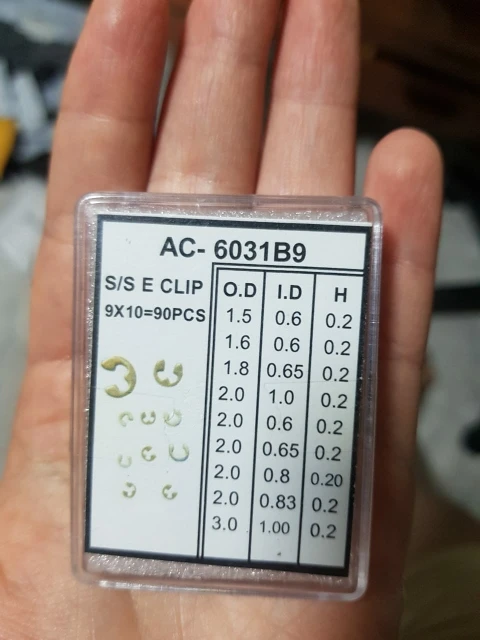 AC- 6031B9
S/S E CLIP
9X10=90PCS
O.D I.D H
1.5 0.6 0.2
1.6 0.6 0.2
1.8 0.65 0.2
2.0 1.0 0.2
2.0 0.6 0.2
2.0 0.65 0.2
2.0 0.8 0.20
2.0 0.83 0.2
3.0 1.00 0.2